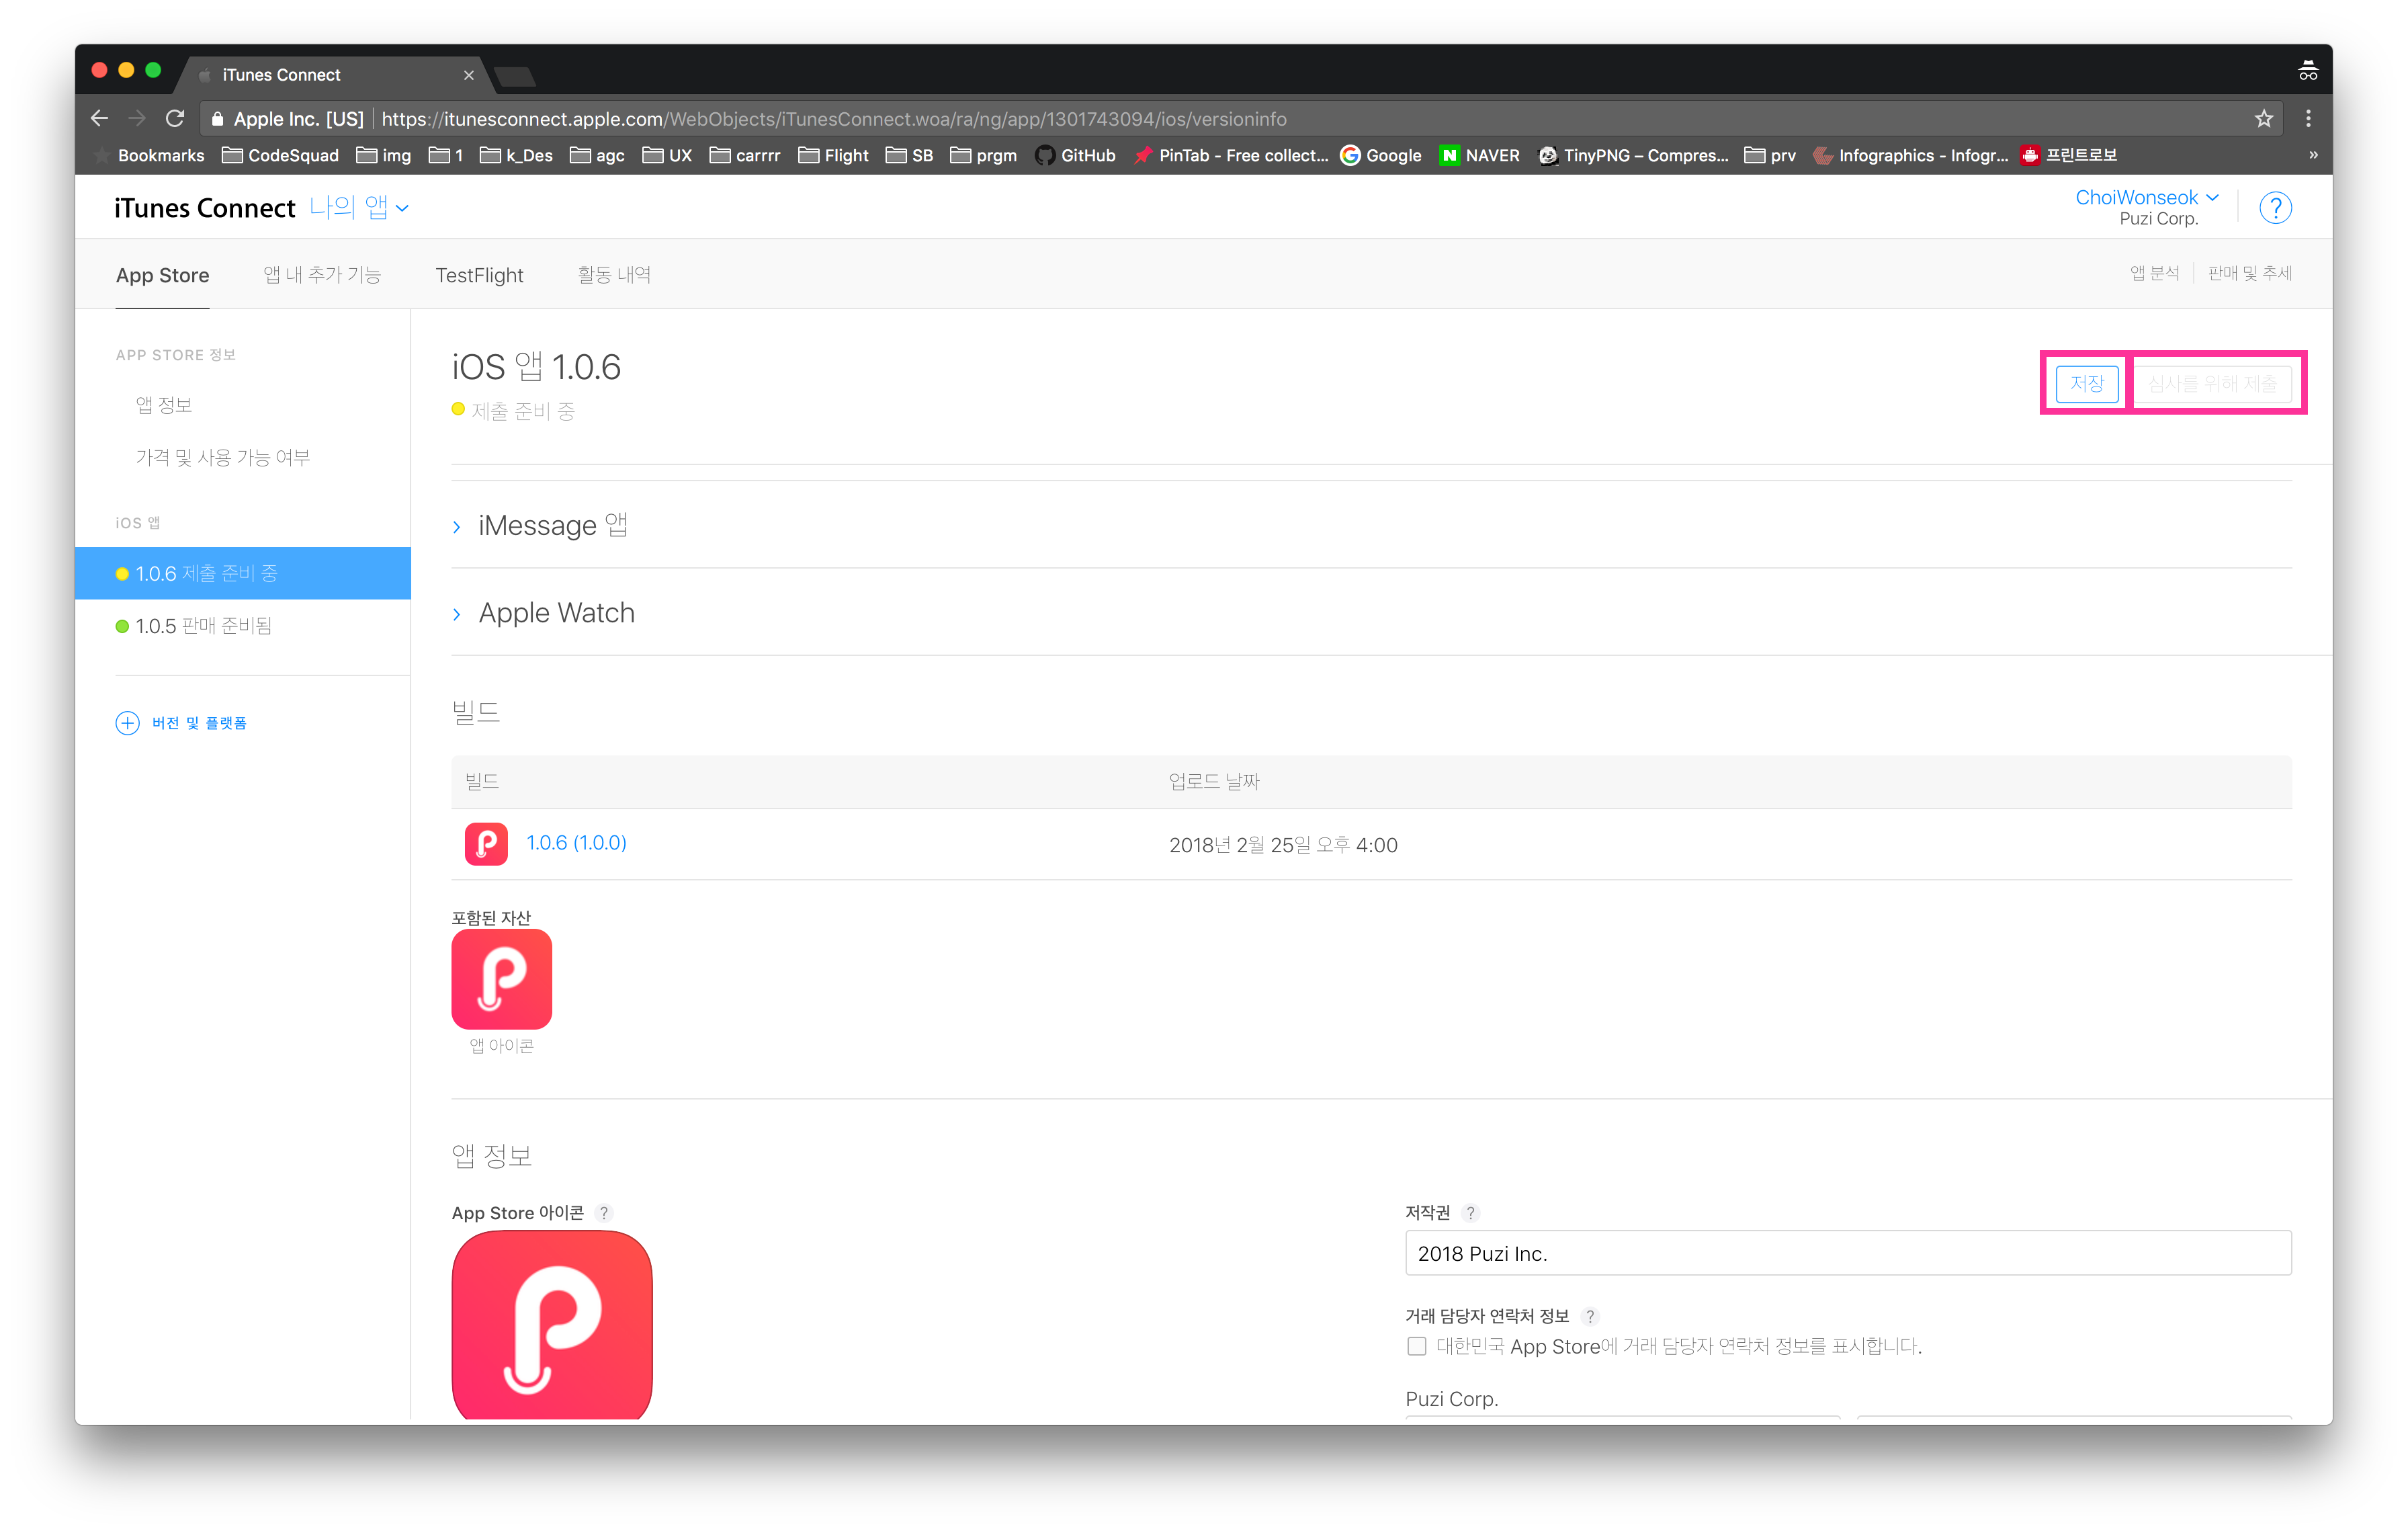 iTunes Connect
Apple Inc. [US] https://itunesconnect.apple.com/WebObjects/iTunesConnect.woa/ra/ng/app/1301743094/ios/versioninfo
Bookmarks CodeSquad img 1 k_Des agc UX carrrr Flight SB prgm GitHub PinTab - Free collect... Google NAVER TinyPNG – Compres... prv Infographics - Infogr... 프린트로보 »
iTunes Connect 나의 앱
ChoiWonseok
Puzi Corp.
?
App Store 앱 내 추가 기능 TestFlight 활동 내역 앱 분석 판매 및 추세
APP STORE 정보
앱 정보
가격 및 사용 가능 여부
iOS 앱
1.0.6 제출 준비 중
1.0.5 판매 준비됨
버전 및 플랫폼
iOS 앱 1.0.6
제출 준비 중
저장 심사를 위해 제출
iMessage 앱
Apple Watch
빌드
빌드 업로드 날짜
1.0.6 (1.0.0) 2018년 2월 25일 오후 4:00
포함된 자산
앱 아이콘
앱 정보
App Store 아이콘 ?
저작권 ?
2018 Puzi Inc.
거래 담당자 연락처 정보 ?
대한민국 App Store에 거래 담당자 연락처 정보를 표시합니다.
Puzi Corp.